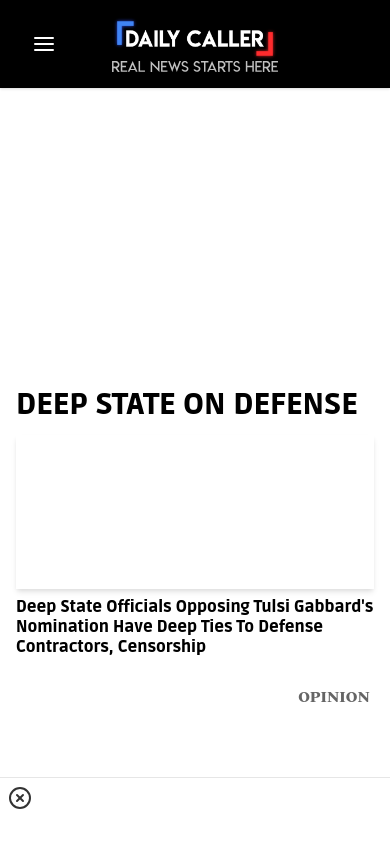 DAILY CALLER
REAL NEWS STARTS HERE
DEEP STATE ON DEFENSE
Deep State Officials Opposing Tulsi Gabbard's
Nomination Have Deep Ties To Defense
Contractors, Censorship
OPINION